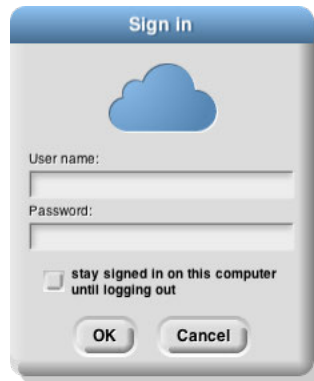 Sign in
User name:
Password:
stay signed in on this computer
until logging out
OK
Cancel